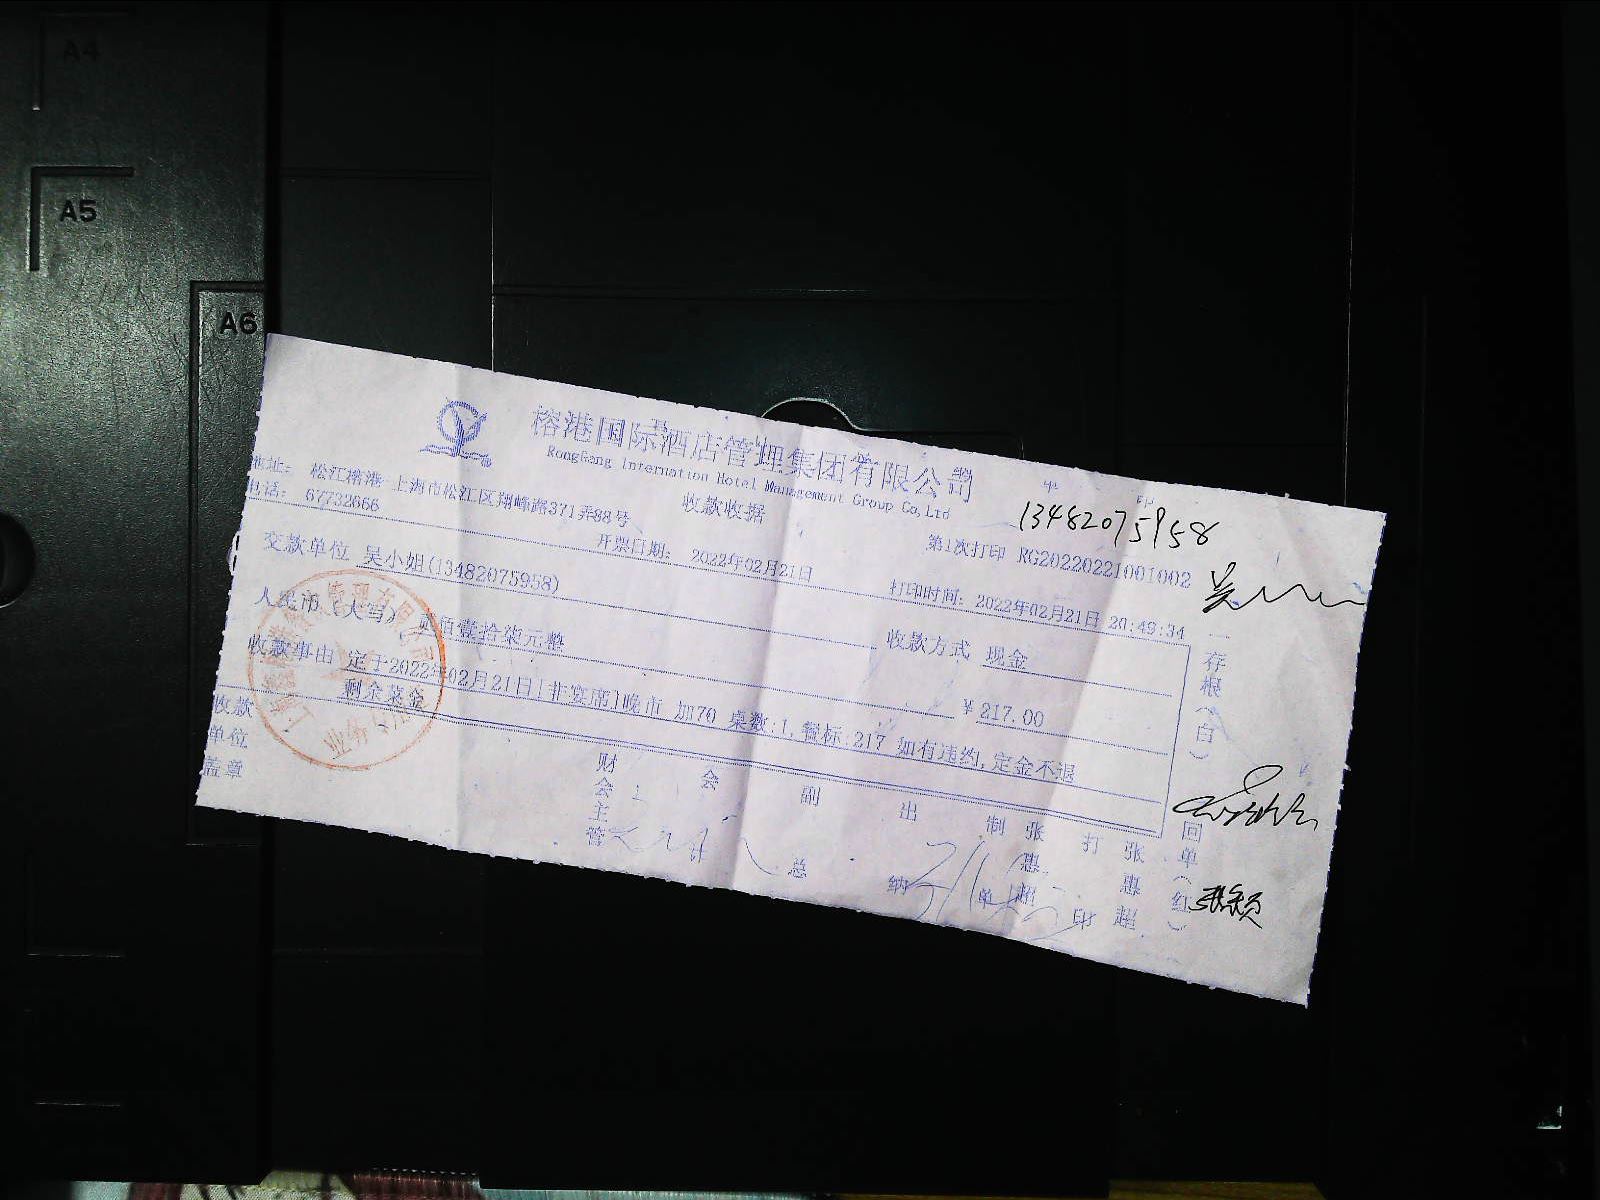 A4
A5
A6
榕港国际酒店管理集团有限公司
RongGang Internation Hotel Management Group Co,Ltd
地址: 松江榕港-上海市松江区翔峰路371弄88号
电话: 67732666
收款收据
13482075958
开票日期: 2022年02月21日
第1次打印 RG20220221001002
打印时间: 2022年02月21日 20:49:34
交款单位 吴小姐(13482075958)
收款方式 现金
人民币(大写) 贰佰壹拾柒元整
¥217.00
收款事由 定于2022年02月21日[非宴席]晚市 加70 桌数:1, 餐标:217 如有违约,定金不退
剩余菜金
收款单位盖章
财会主管
会计
副总
出纳
制单 张惠超
打印 张惠超
一存根(白)
回单(红)
业务